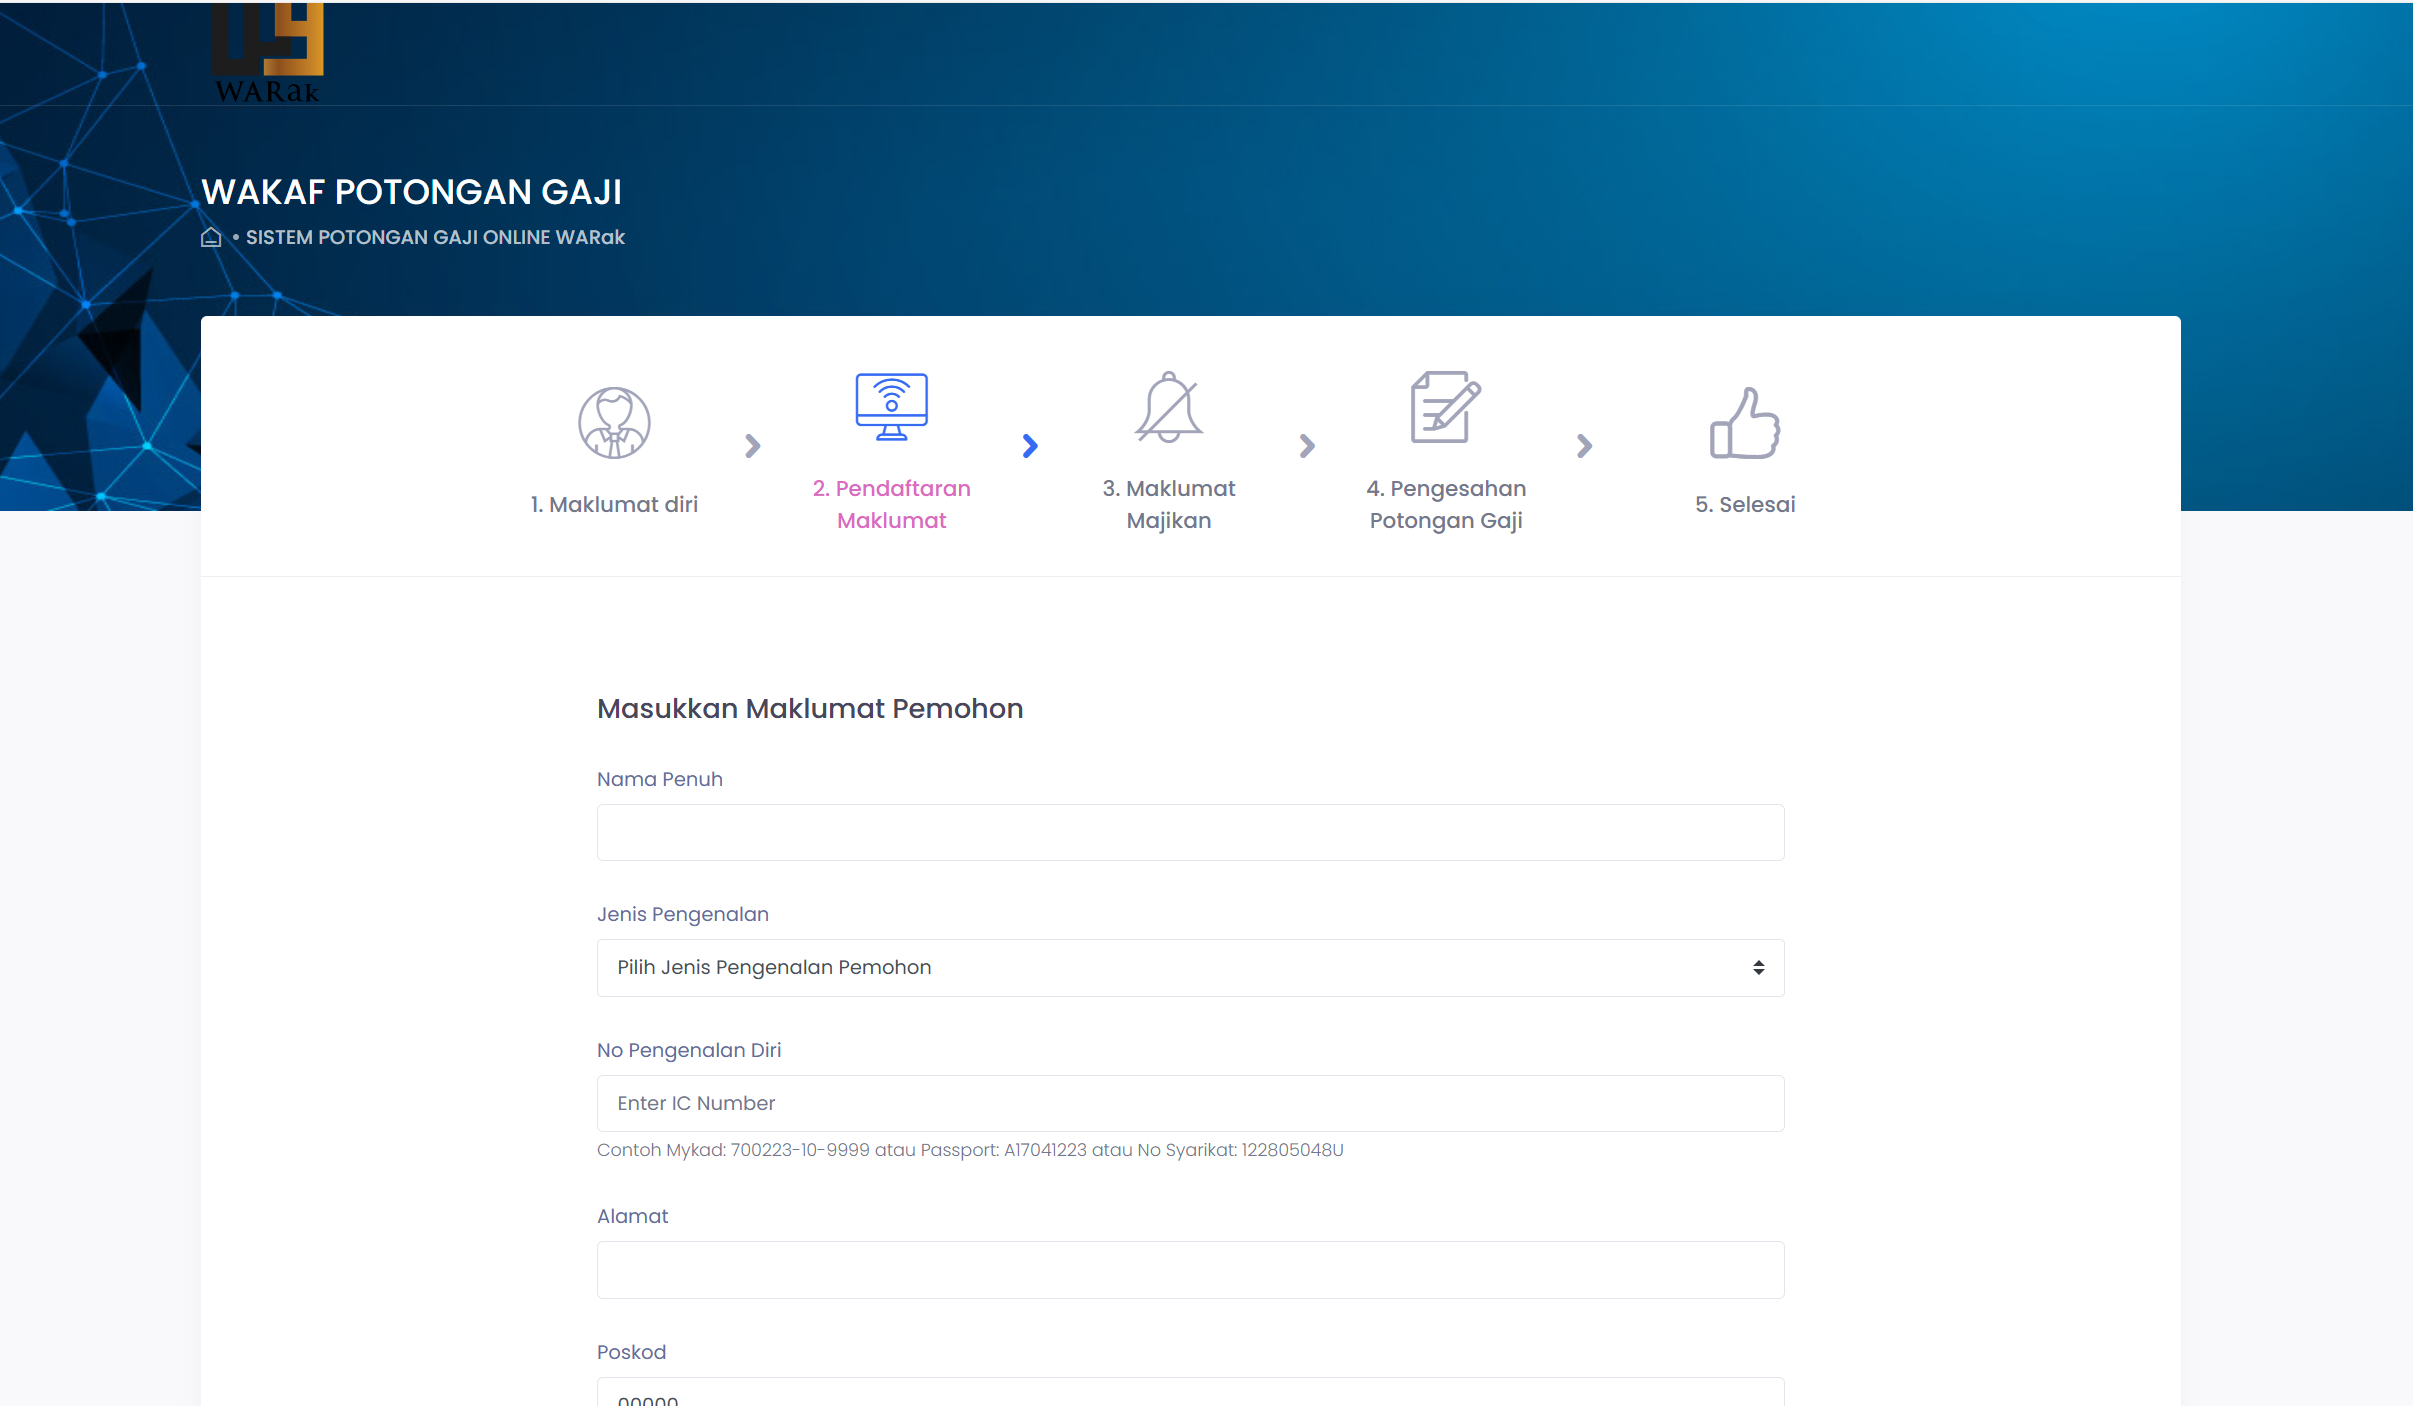 WARak
WAKAF POTONGAN GAJI
• SISTEM POTONGAN GAJI ONLINE WARak
1. Maklumat diri
2. Pendaftaran
Maklumat
3. Maklumat
Majikan
4. Pengesahan
Potongan Gaji
5. Selesai
Masukkan Maklumat Pemohon
Nama Penuh
Jenis Pengenalan
Pilih Jenis Pengenalan Pemohon
No Pengenalan Diri
Enter IC Number
Contoh Mykad: 700223-10-9999 atau Passport: A17041223 atau No Syarikat: 122805048U
Alamat
Poskod
00000